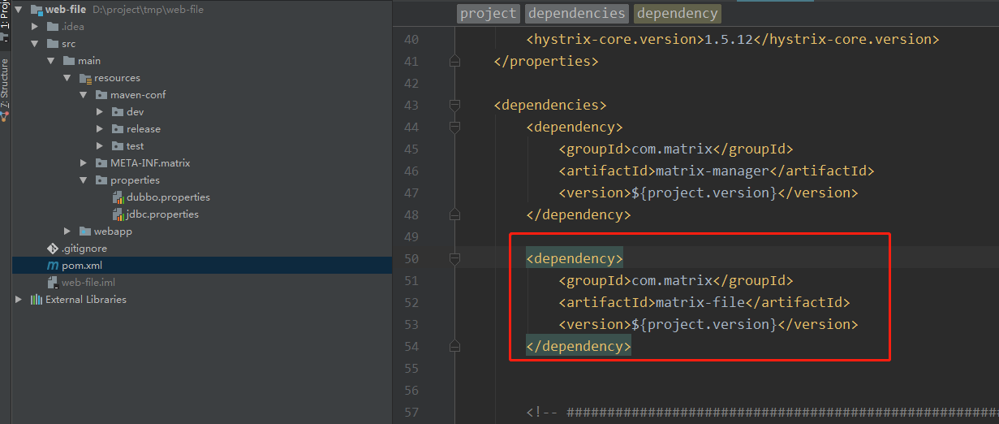 1: Proje
7: Structure
web-file D:\project\tmp\web-file
.idea
src
main
resources
maven-conf
dev
release
test
META-INF.matrix
properties
dubbo.properties
jdbc.properties
webapp
.gitignore
pom.xml
web-file.iml
External Libraries
project dependencies dependency
40 <hystrix-core.version>1.5.12</hystrix-core.version>
41 </properties>
42
43 <dependencies>
44 <dependency>
45 <groupId>com.matrix</groupId>
46 <artifactId>matrix-manager</artifactId>
47 <version>${project.version}</version>
48 </dependency>
49
50 <dependency>
51 <groupId>com.matrix</groupId>
52 <artifactId>matrix-file</artifactId>
53 <version>${project.version}</version>
54 </dependency>
55
56
57 <!-- #####################################################